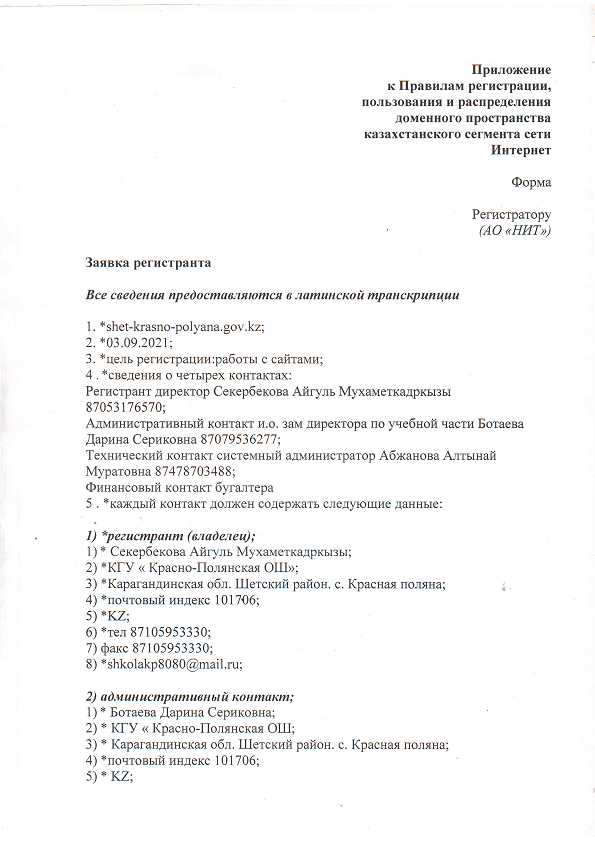 Приложение
к Правилам регистрации,
пользования и распределения
доменного пространства
казахстанского сегмента сети
Интернет
Форма
Регистратору
(АО «НИТ»)
Заявка регистранта
Все сведения предоставляются в латинской транскрипции
1. *shet-krasno-polyana.gov.kz;
2. *03.09.2021;
3. *цель регистрации:работы с сайтами;
4 . *сведения о четырех контактах:
Регистрант директор Секербекова Айгуль Мухаметкадркызы
87053176570;
Административный контакт и.о. зам директора по учебной части Ботаева
Дарина Сериковна 87079536277;
Технический контакт системный администратор Абжанова Алтынай
Муратовна 87478703488;
Финансовый контакт бугалтера
5 . *каждый контакт должен содержать следующие данные:
1) *регистрант (владелец);
1) * Секербекова Айгуль Мухаметкадркызы;
2) *КГУ « Красно-Полянская ОШ»;
3) *Карагандинская обл. Шетский район. с. Красная поляна;
4) *почтовый индекс 101706;
5) *KZ;
6) *тел 87105953330;
7) факс 87105953330;
8) *shkolakp8080@mail.ru;
2) административный контакт;
1) * Ботаева Дарина Сериковна;
2) * КГУ « Красно-Полянская ОШ;
3) * Карагандинская обл. Шетский район. с. Красная поляна;
4) *почтовый индекс 101706;
5) * KZ;